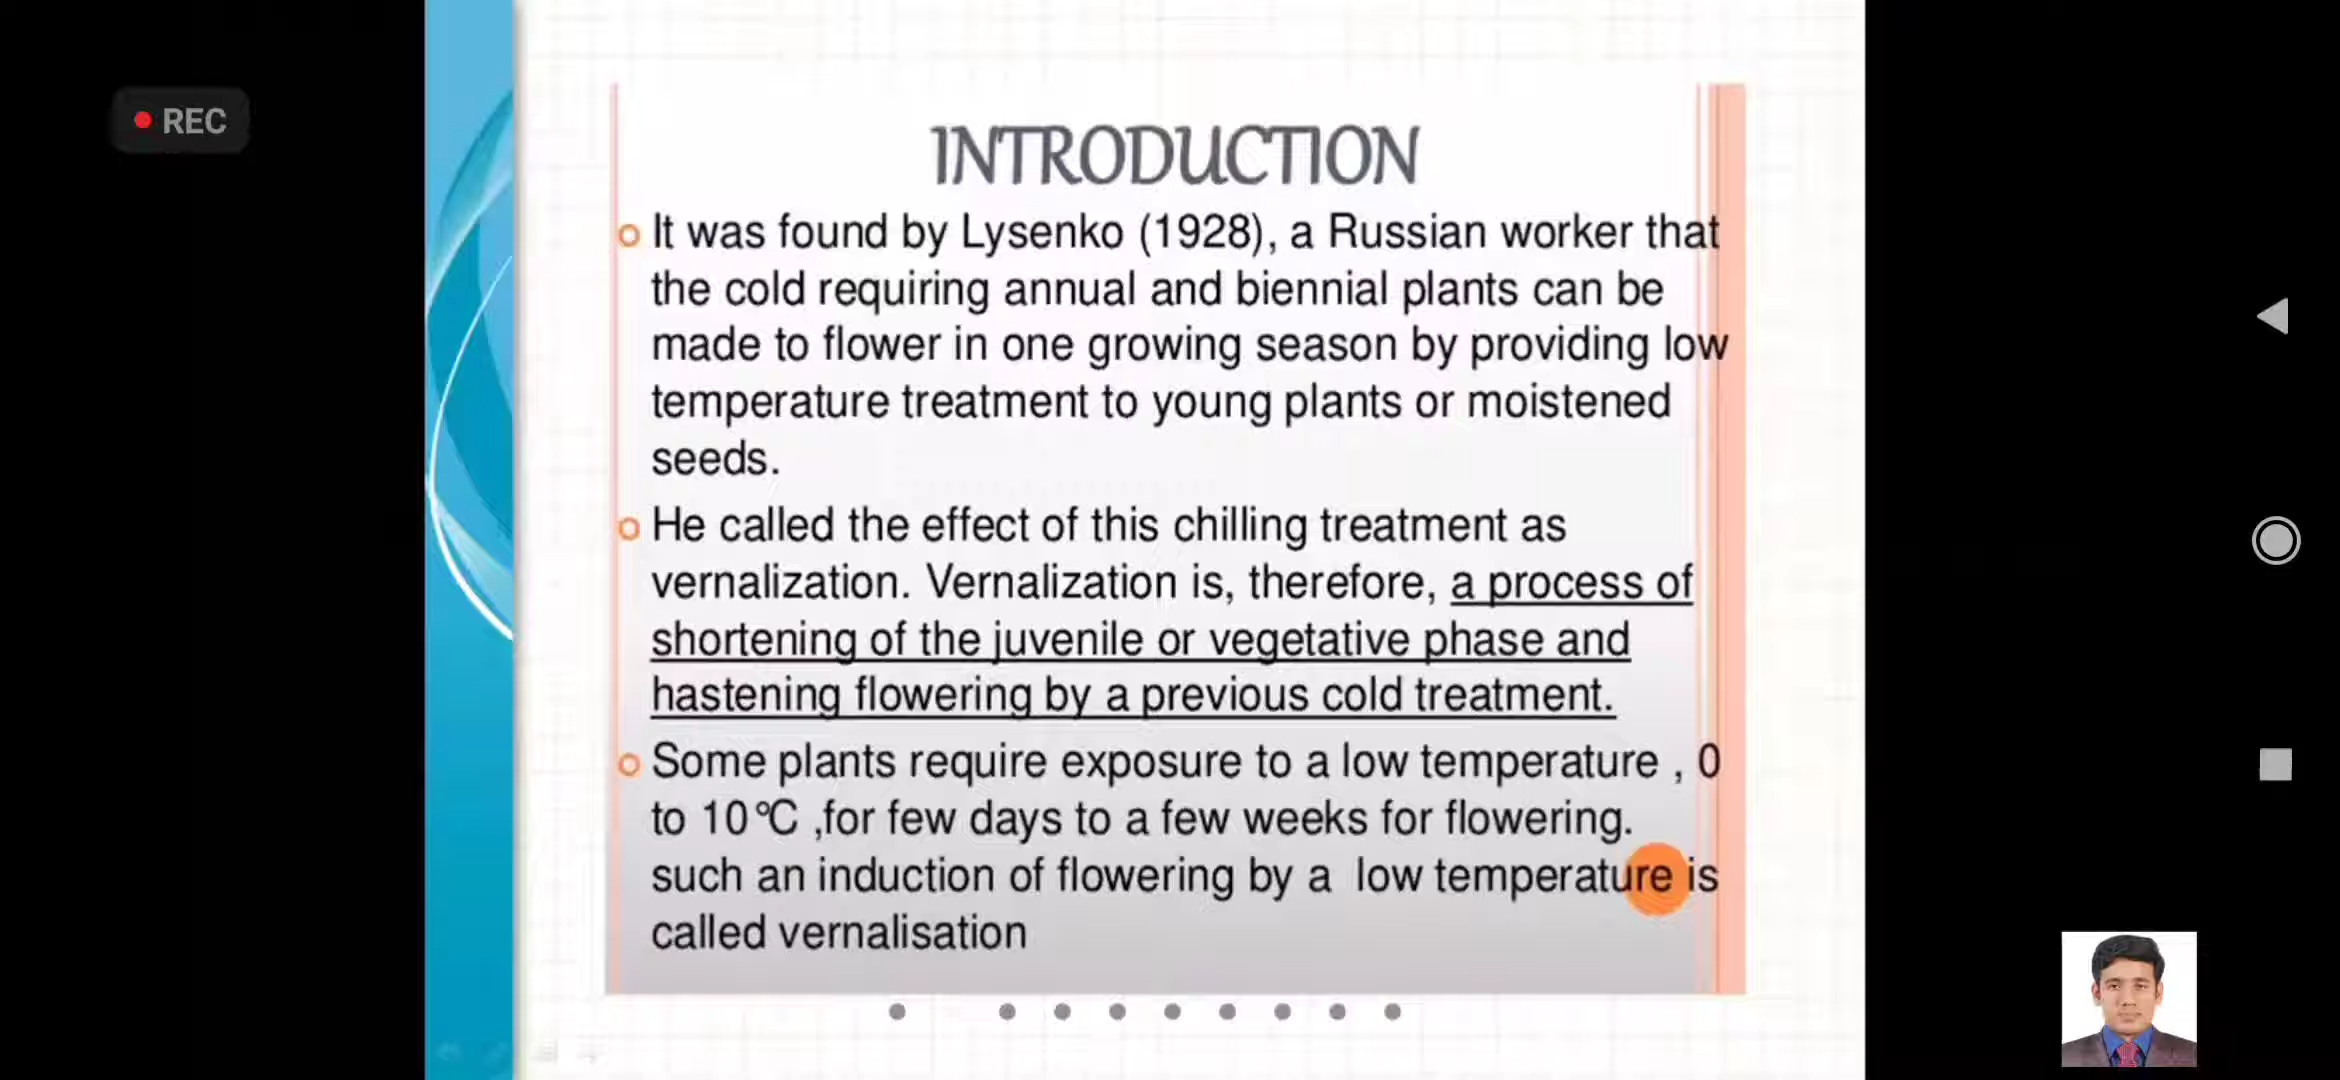 REC
INTRODUCTION
It was found by Lysenko (1928), a Russian worker that
the cold requiring annual and biennial plants can be
made to flower in one growing season by providing low
temperature treatment to young plants or moistened
seeds.
He called the effect of this chilling treatment as
vernalization. Vernalization is, therefore, a process of
shortening of the juvenile or vegetative phase and
hastening flowering by a previous cold treatment.
Some plants require exposure to a low temperature , 0
to 10°C ,for few days to a few weeks for flowering.
such an induction of flowering by a low temperature is
called vernalisation